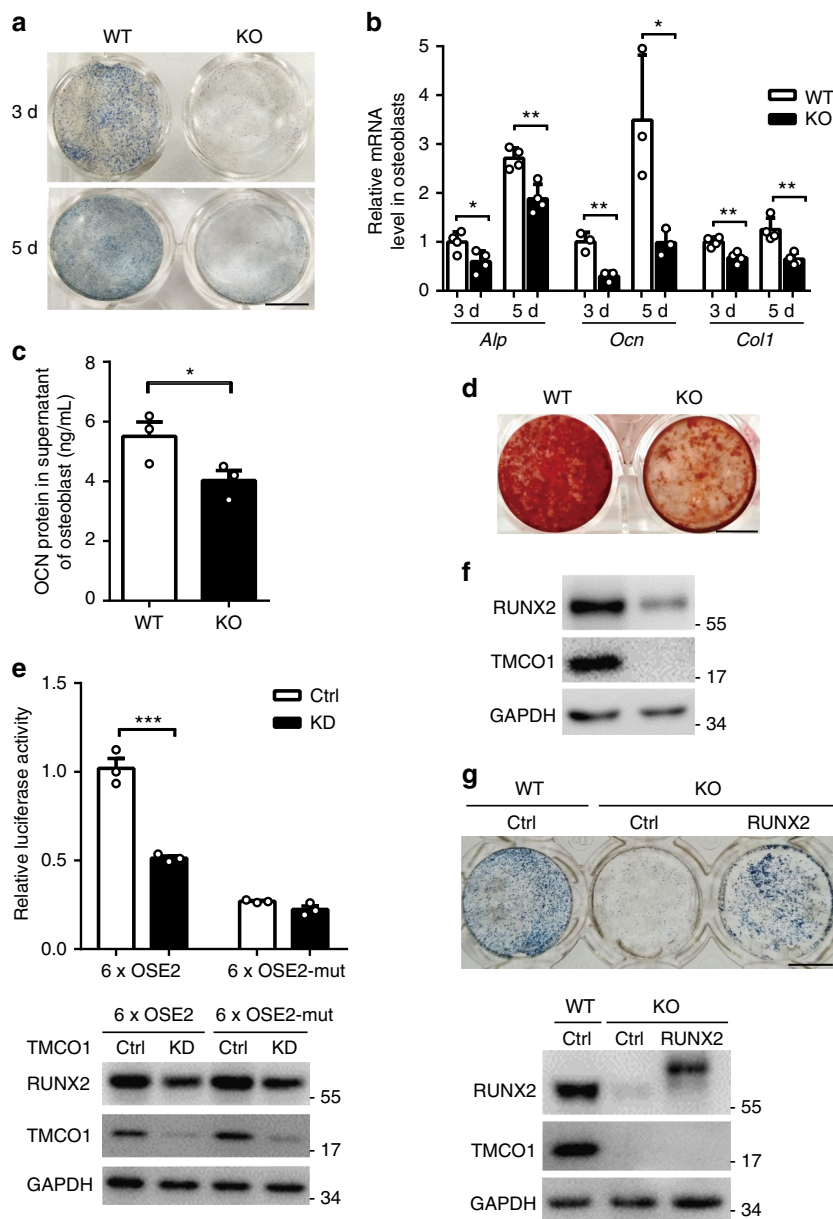 a
WT KO
3 d
5 d
b
Relative mRNA
level in osteoblasts
5
4
3
2
1
0
* ** ** * ** **
WT
KO
3 d 5 d 3 d 5 d 3 d 5 d
Alp Ocn Col1
c
OCN protein in supernatant
of osteoblast (ng/mL)
8
6
4
2
0
*
WT KO
d
WT KO
e
Relative luciferase activity
1.5
1.0
0.5
0.0
***
Ctrl
KD
6 x OSE2 6 x OSE2-mut
6 x OSE2 6 x OSE2-mut
TMCO1 Ctrl KD Ctrl KD
RUNX2 - 55
TMCO1 - 17
GAPDH - 34
f
RUNX2 - 55
TMCO1 - 17
GAPDH - 34
g
WT KO
Ctrl Ctrl RUNX2
WT KO
Ctrl Ctrl RUNX2
RUNX2 - 55
TMCO1 - 17
GAPDH - 34